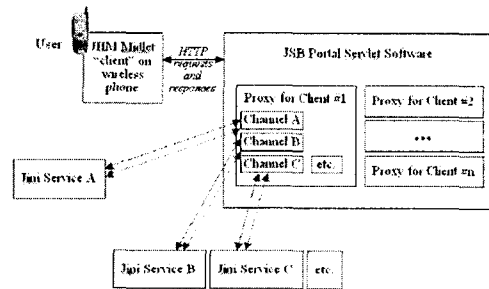 User
JHM Midlet
"client" on
wireless
phone
HTTP
requests
and
responses
JSB Portal Servlet Software
Proxy for Client #1
Channel A
Channel B
Channel C
etc.
Proxy for Client #2
...
Proxy for Client #n
Jini Service A
Jini Service B
Jini Service C
etc.